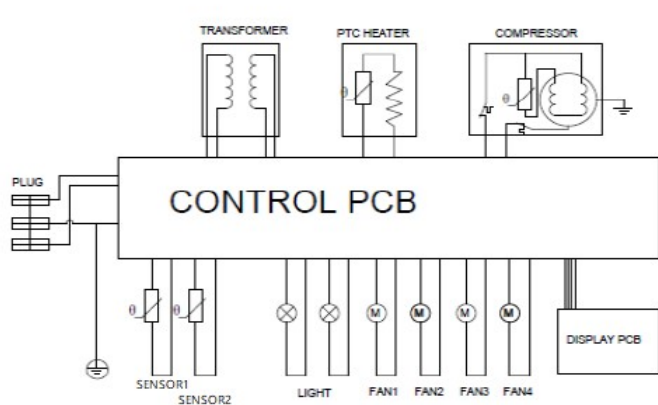 TRANSFORMER
PTC HEATER
COMPRESSOR
θ
θ
PLUG
CONTROL PCB
θ
θ
M
M
M
M
DISPLAY PCB
SENSOR1
SENSOR2
LIGHT
FAN1
FAN2
FAN3
FAN4